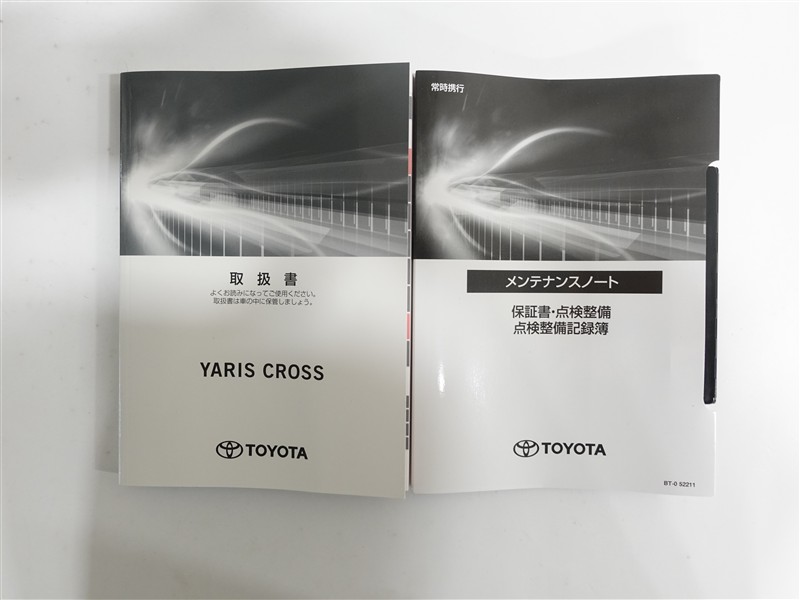 取扱書
よくお読みになってご使用ください。
取扱書は車の中に保管しましょう。
YARIS CROSS
TOYOTA
常時携行
メンテナンスノート
保証書・点検整備
点検整備記録簿
TOYOTA
BT-0 52211